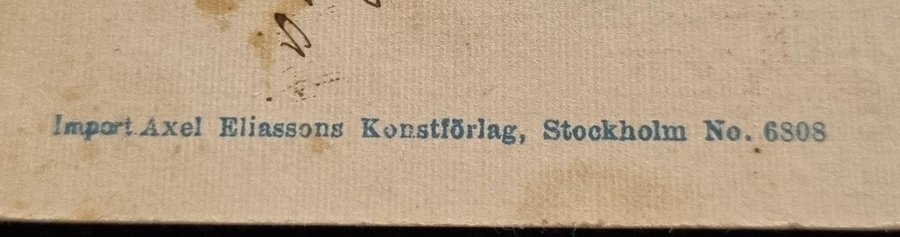 Import Axel Eliassons Konstförlag, Stockholm No. 6808